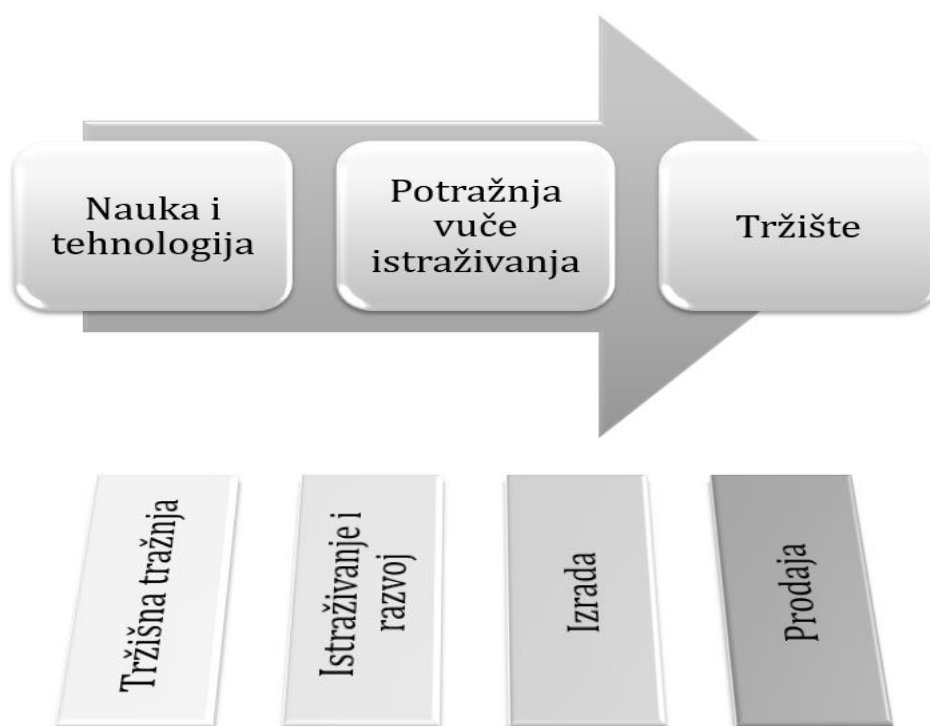 Nauka i
tehnologija
Potražnja
vuče
istraživanja
Tržište
Tržišna tražnja
Istraživanje i
razvoj
Izrada
Prodaja